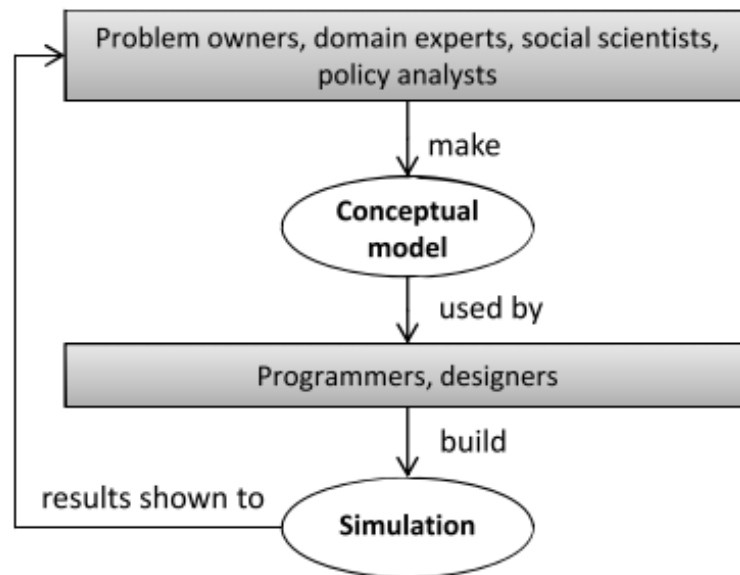 Problem owners, domain experts, social scientists,
policy analysts
make
Conceptual
model
used by
Programmers, designers
build
results shown to
Simulation